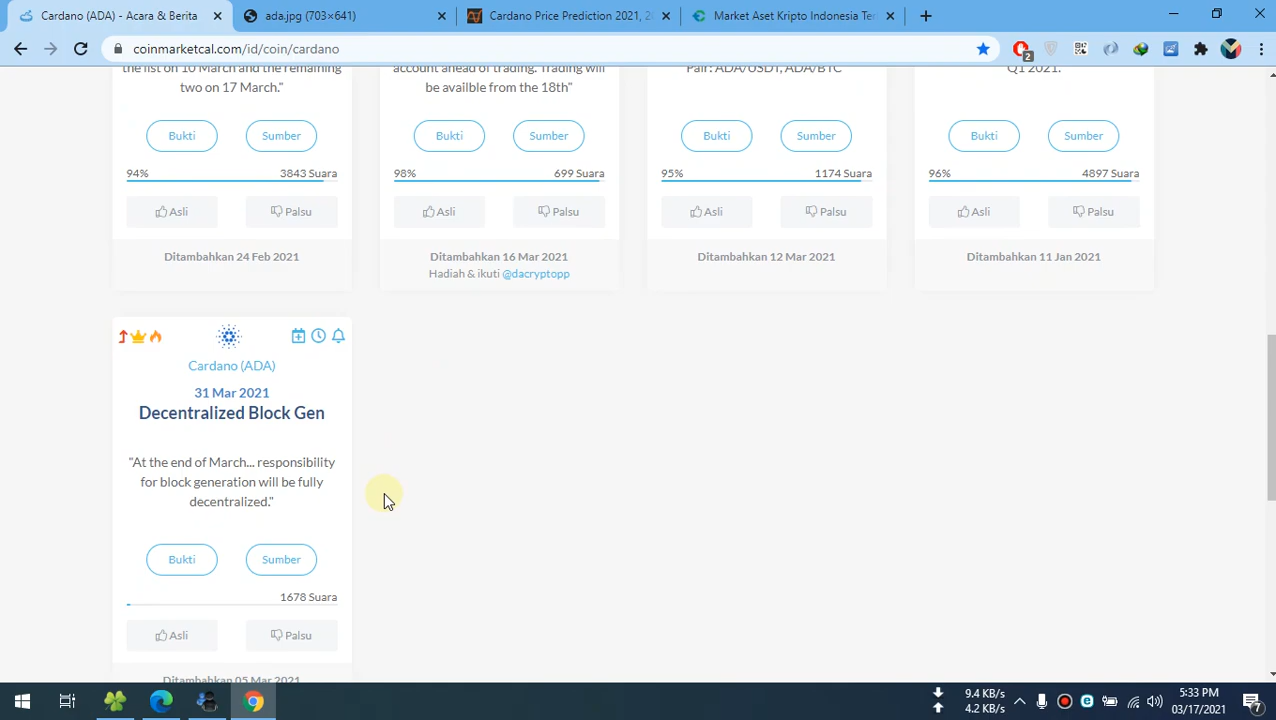 Cardano (ADA) - Acara & Berita
ada.jpg (703×641)
Cardano Price Prediction 2021, 2
Market Aset Kripto Indonesia Ter
coinmarketcal.com/id/coin/cardano
2
the list on 10 March and the remaining
two on 17 March."
Bukti
Sumber
94%
3843 Suara
Asli
Palsu
Ditambahkan 24 Feb 2021
account ahead of trading. Trading will
be availble from the 18th"
Bukti
Sumber
98%
699 Suara
Asli
Palsu
Ditambahkan 16 Mar 2021
Hadiah & ikuti @dacryptopp
Pair: ADA/USDT, ADA/BTC
Bukti
Sumber
95%
1174 Suara
Asli
Palsu
Ditambahkan 12 Mar 2021
Q1 2021.
Bukti
Sumber
96%
4897 Suara
Asli
Palsu
Ditambahkan 11 Jan 2021
Cardano (ADA)
31 Mar 2021
Decentralized Block Gen
"At the end of March... responsibility
for block generation will be fully
decentralized."
Bukti
Sumber
1678 Suara
Asli
Palsu
Ditambahkan 05 Mar 2021
9.4 KB/s
4.2 KB/s
5:33 PM
03/17/2021
7